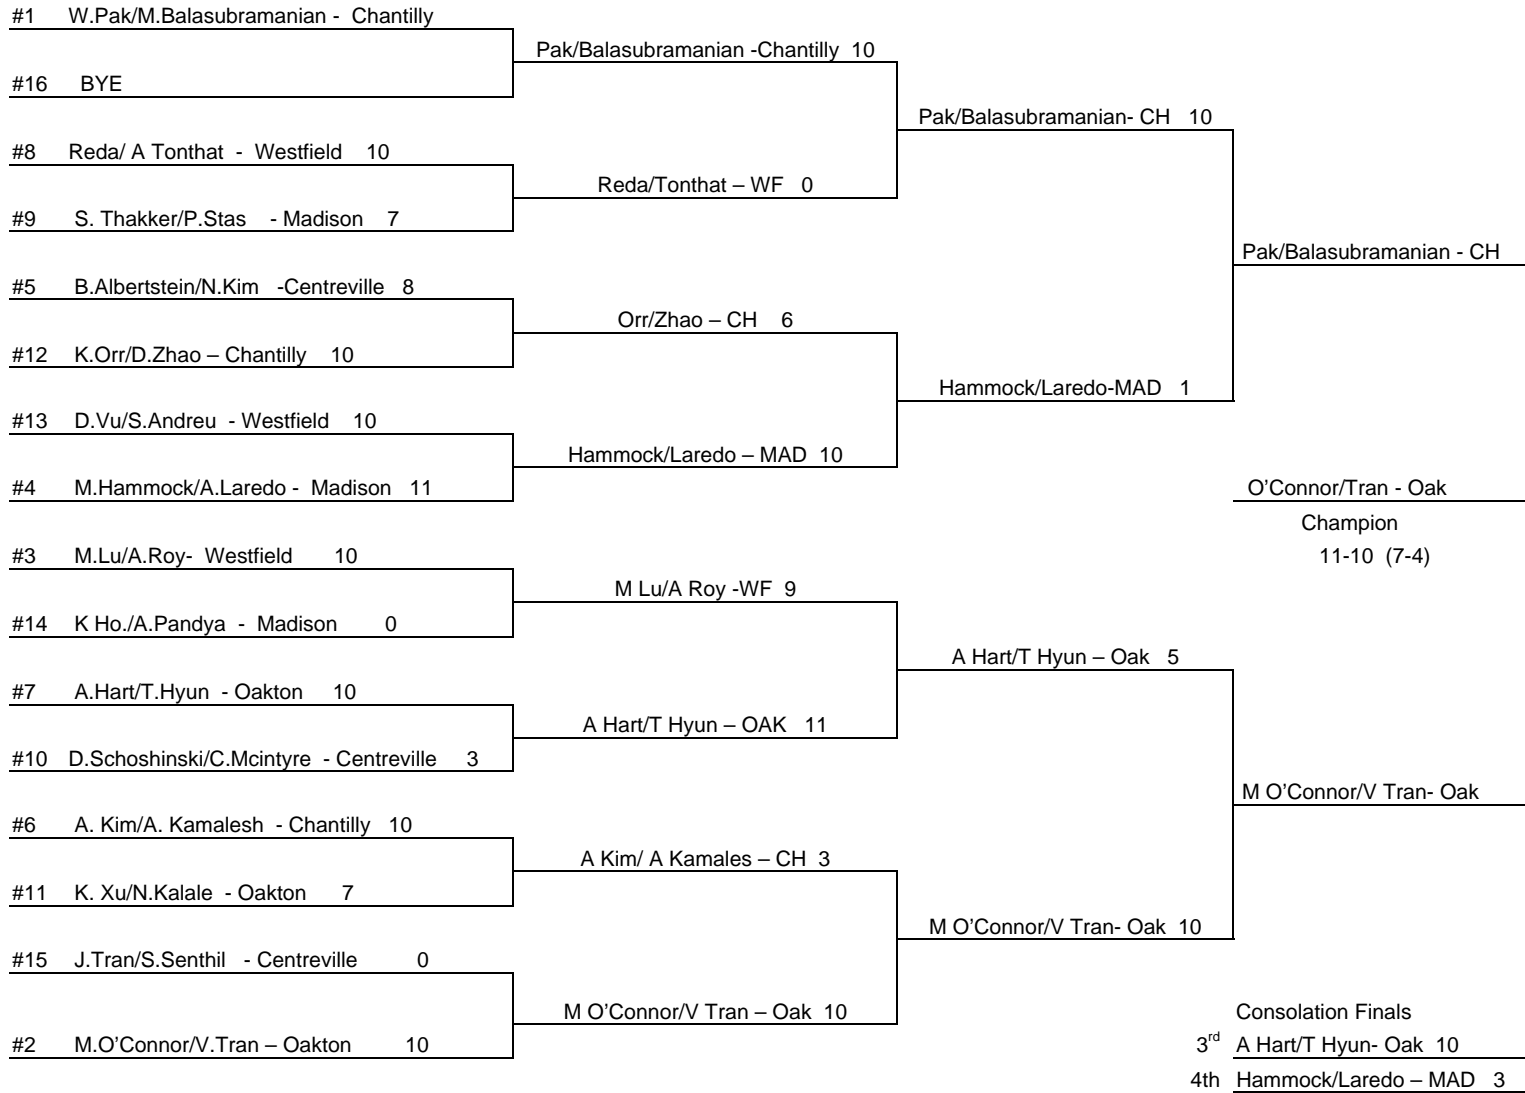 #1 W.Pak/M.Balasubramanian - Chantilly
Pak/Balasubramanian -Chantilly 10
#16 BYE
Pak/Balasubramanian- CH 10
#8 Reda/ A Tonthat - Westfield 10
Reda/Tonthat – WF 0
#9 S. Thakker/P.Stas - Madison 7
Pak/Balasubramanian - CH
#5 B.Albertstein/N.Kim -Centreville 8
Orr/Zhao – CH 6
#12 K.Orr/D.Zhao – Chantilly 10
Hammock/Laredo-MAD 1
#13 D.Vu/S.Andreu - Westfield 10
Hammock/Laredo – MAD 10
#4 M.Hammock/A.Laredo - Madison 11
O'Connor/Tran - Oak
Champion
11-10 (7-4)
#3 M.Lu/A.Roy- Westfield 10
M Lu/A Roy -WF 9
#14 K Ho./A.Pandya - Madison 0
A Hart/T Hyun – Oak 5
#7 A.Hart/T.Hyun - Oakton 10
A Hart/T Hyun – OAK 11
#10 D.Schoshinski/C.Mcintyre - Centreville 3
M O'Connor/V Tran- Oak
#6 A. Kim/A. Kamalesh - Chantilly 10
A Kim/ A Kamales – CH 3
#11 K. Xu/N.Kalale - Oakton 7
M O'Connor/V Tran- Oak 10
#15 J.Tran/S.Senthil - Centreville 0
M O'Connor/V Tran – Oak 10
#2 M.O'Connor/V.Tran – Oakton 10
Consolation Finals
3rd A Hart/T Hyun- Oak 10
4th Hammock/Laredo – MAD 3